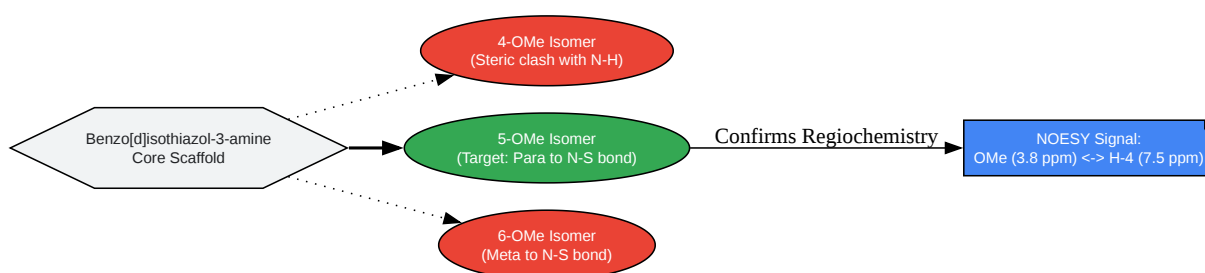 4-OMe Isomer
(Steric clash with N-H)
Benzo[d]isothiazol-3-amine
Core Scaffold
5-OMe Isomer
(Target: Para to N-S bond)
Confirms Regiochemistry
NOESY Signal:
OMe (3.8 ppm) <-> H-4 (7.5 ppm)
6-OMe Isomer
(Meta to N-S bond)